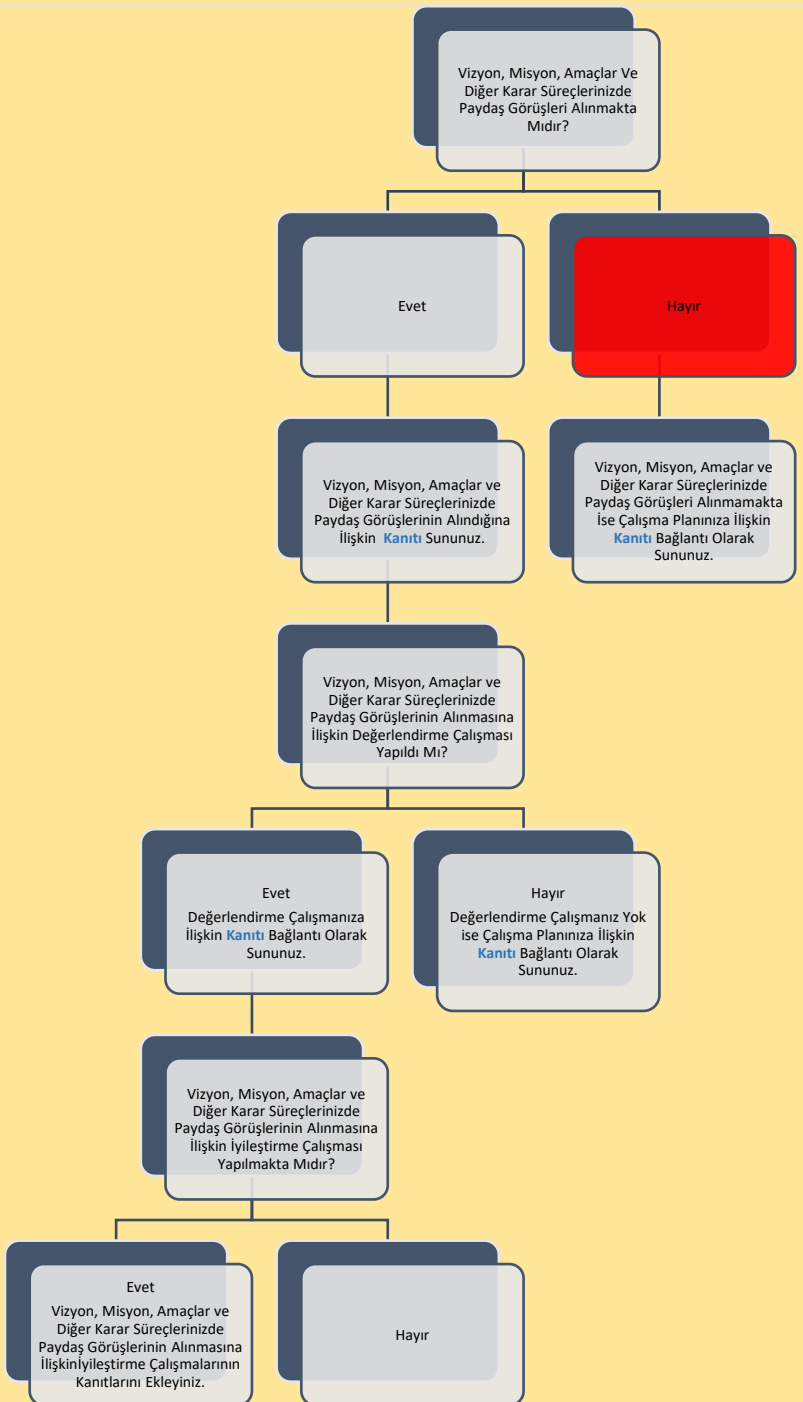 Vizyon, Misyon, Amaçlar Ve
Diğer Karar Süreçlerinizde
Paydaş Görüşleri Alınmakta
Mıdır?
Evet
Hayır
Vizyon, Misyon, Amaçlar ve
Diğer Karar Süreçlerinizde
Paydaş Görüşlerinin Alındığına
İlişkin Kanıtı Sununuz.
Vizyon, Misyon, Amaçlar ve
Diğer Karar Süreçlerinizde
Paydaş Görüşleri Alınmamakta
İse Çalışma Planınıza İlişkin
Kanıtı Bağlantı Olarak
Sununuz.
Vizyon, Misyon, Amaçlar ve
Diğer Karar Süreçlerinizde
Paydaş Görüşlerinin Alınmasına
İlişkin Değerlendirme Çalışması
Yapıldı Mı?
Evet
Değerlendirme Çalışmanıza
İlişkin Kanıtı Bağlantı Olarak
Sununuz.
Hayır
Değerlendirme Çalışmanız Yok
ise Çalışma Planınıza İlişkin
Kanıtı Bağlantı Olarak
Sununuz.
Vizyon, Misyon, Amaçlar ve
Diğer Karar Süreçlerinizde
Paydaş Görüşlerinin Alınmasına
İlişkin İyileştirme Çalışması
Yapılmakta Mıdır?
Evet
Vizyon, Misyon, Amaçlar ve
Diğer Karar Süreçlerinizde
Paydaş Görüşlerinin Alınmasına
İlişkinİyileştirme Çalışmalarının
Kanıtlarını Ekleyiniz.
Hayır